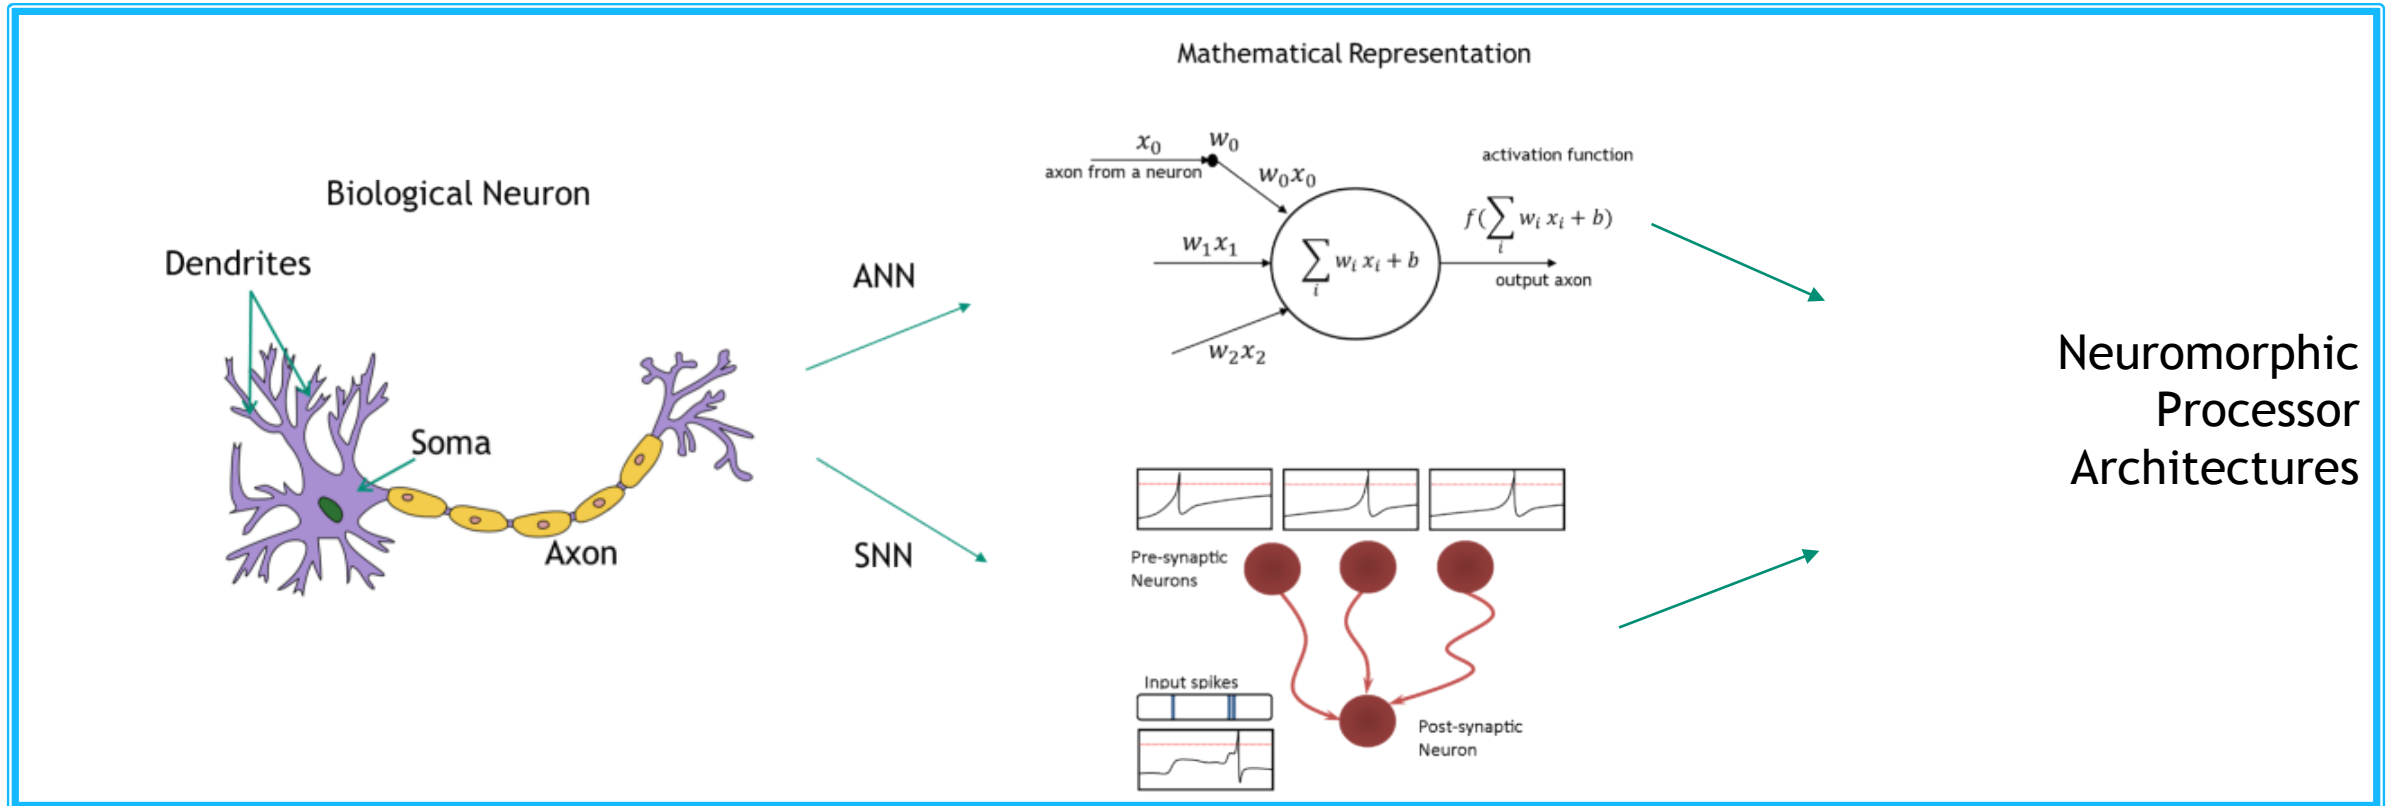 Mathematical Representation
Biological Neuron
Dendrites
Soma
Axon
ANN
SNN
x₀ w₀
axon from a neuron
w₀x₀
w₁x₁
w₂x₂
∑ᵢ wᵢ xᵢ + b
activation function
f(∑ᵢ wᵢ xᵢ + b)
output axon
Pre-synaptic
Neurons
Input spikes
Post-synaptic
Neuron
Neuromorphic
Processor
Architectures